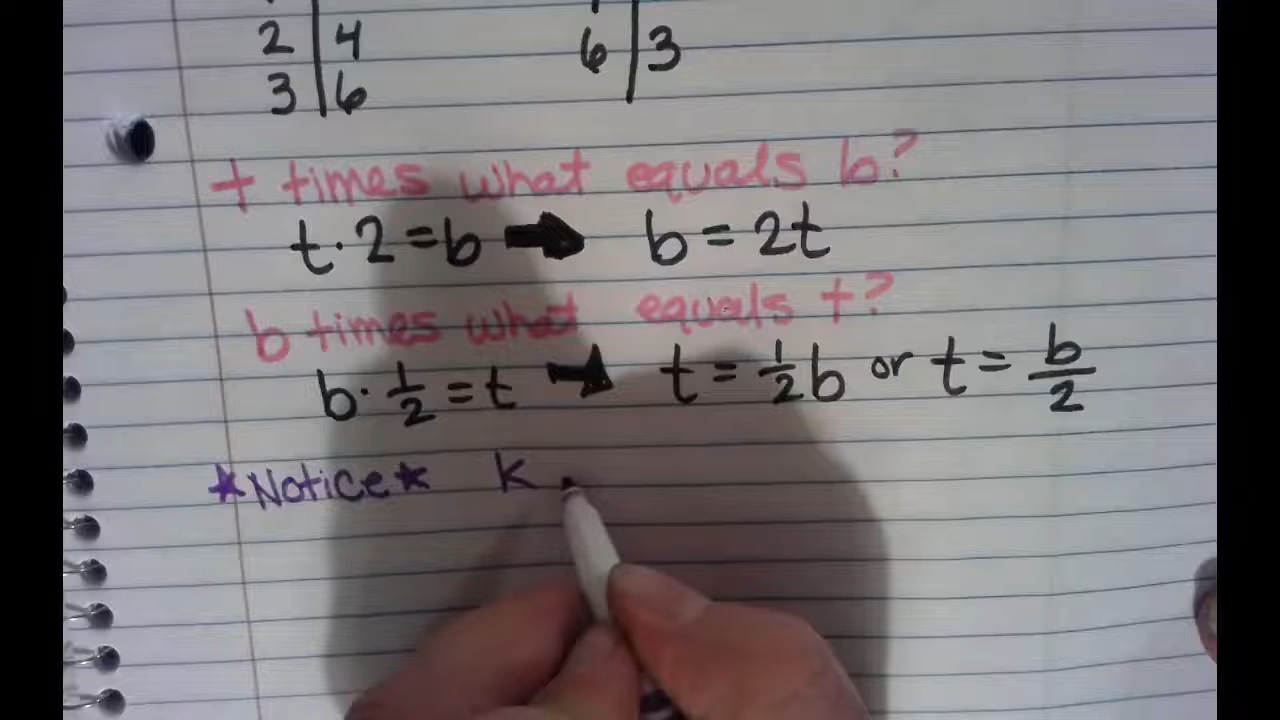 2 | 4 6 | 3
3 | 6
t times what equals b?
t · 2 = b ➡ b = 2t
b times what equals t?
b · 1/2 = t ➡ t = 1/2 b or t = b/2
★Notice★ K